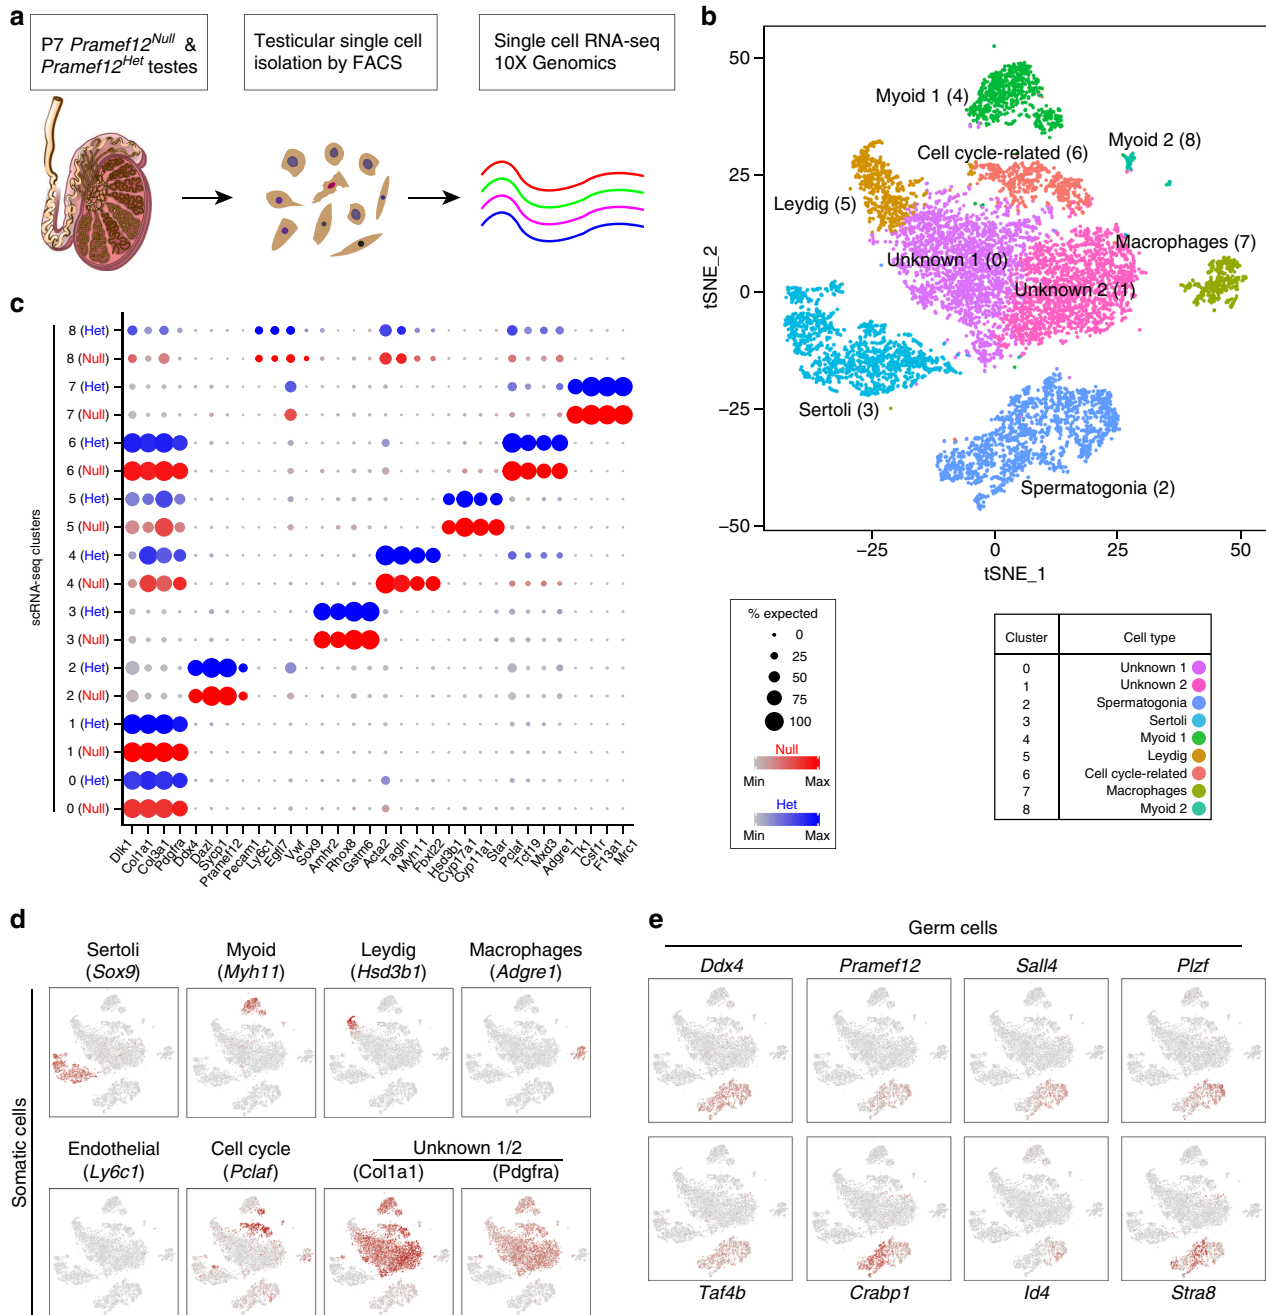 a
P7 Pramef12Null &
Pramef12Het testes
Testicular single cell
isolation by FACS
Single cell RNA-seq
10X Genomics
b
tSNE_2
50
25
0
−25
−50
−25
0
25
50
tSNE_1
Myoid 1 (4)
Myoid 2 (8)
Cell cycle-related (6)
Leydig (5)
Macrophages (7)
Unknown 1 (0)
Unknown 2 (1)
Sertoli (3)
Spermatogonia (2)
c
scRNA-seq clusters
8 (Het)
8 (Null)
7 (Het)
7 (Null)
6 (Het)
6 (Null)
5 (Het)
5 (Null)
4 (Het)
4 (Null)
3 (Het)
3 (Null)
2 (Het)
2 (Null)
1 (Het)
1 (Null)
0 (Het)
0 (Null)
Dlk1
Col1a1
Col3a1
Pdgfra
Ddx4
Dazl
Sycp1
Pramef12
Pecam1
Ly6c1
Egfl7
Vwf
Sox9
Amhr2
Rhox8
Gstm6
Acta2
Tagln
Myh11
Fbxl22
Hsd3b1
Cyp17a1
Cyp11a1
Star
Pclaf
Tcf19
Mxd3
Adgre1
Tk1
Csf1r
F13a1
Mrc1
% expected
0
25
50
75
100
Null
Min Max
Het
Min Max
Cluster Cell type
0 Unknown 1
1 Unknown 2
2 Spermatogonia
3 Sertoli
4 Myoid 1
5 Leydig
6 Cell cycle-related
7 Macrophages
8 Myoid 2
d
Somatic cells
Sertoli
(Sox9)
Myoid
(Myh11)
Leydig
(Hsd3b1)
Macrophages
(Adgre1)
Endothelial
(Ly6c1)
Cell cycle
(Pclaf)
Unknown 1/2
(Col1a1)
(Pdgfra)
e
Germ cells
Ddx4
Pramef12
Sall4
Plzf
Taf4b
Crabp1
Id4
Stra8